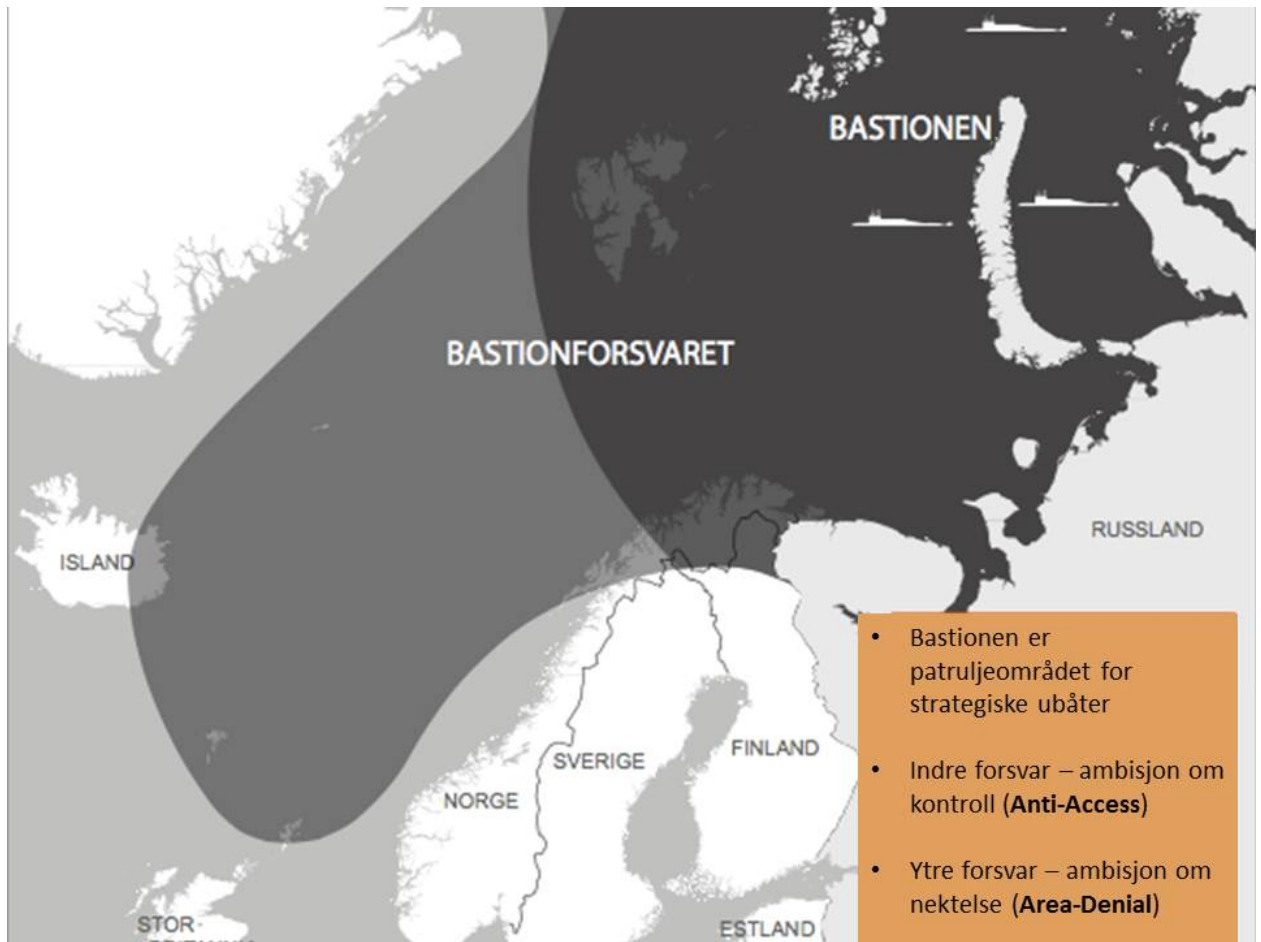 BASTIONEN
BASTIONFORSVARET
RUSSLAND
ISLAND
SVERIGE
FINLAND
NORGE
STOR-
ESTLAND
• Bastionen er
patruljeområdet for
strategiske ubåter
• Indre forsvar – ambisjon om
kontroll (Anti-Access)
• Ytre forsvar – ambisjon om
nektelse (Area-Denial)